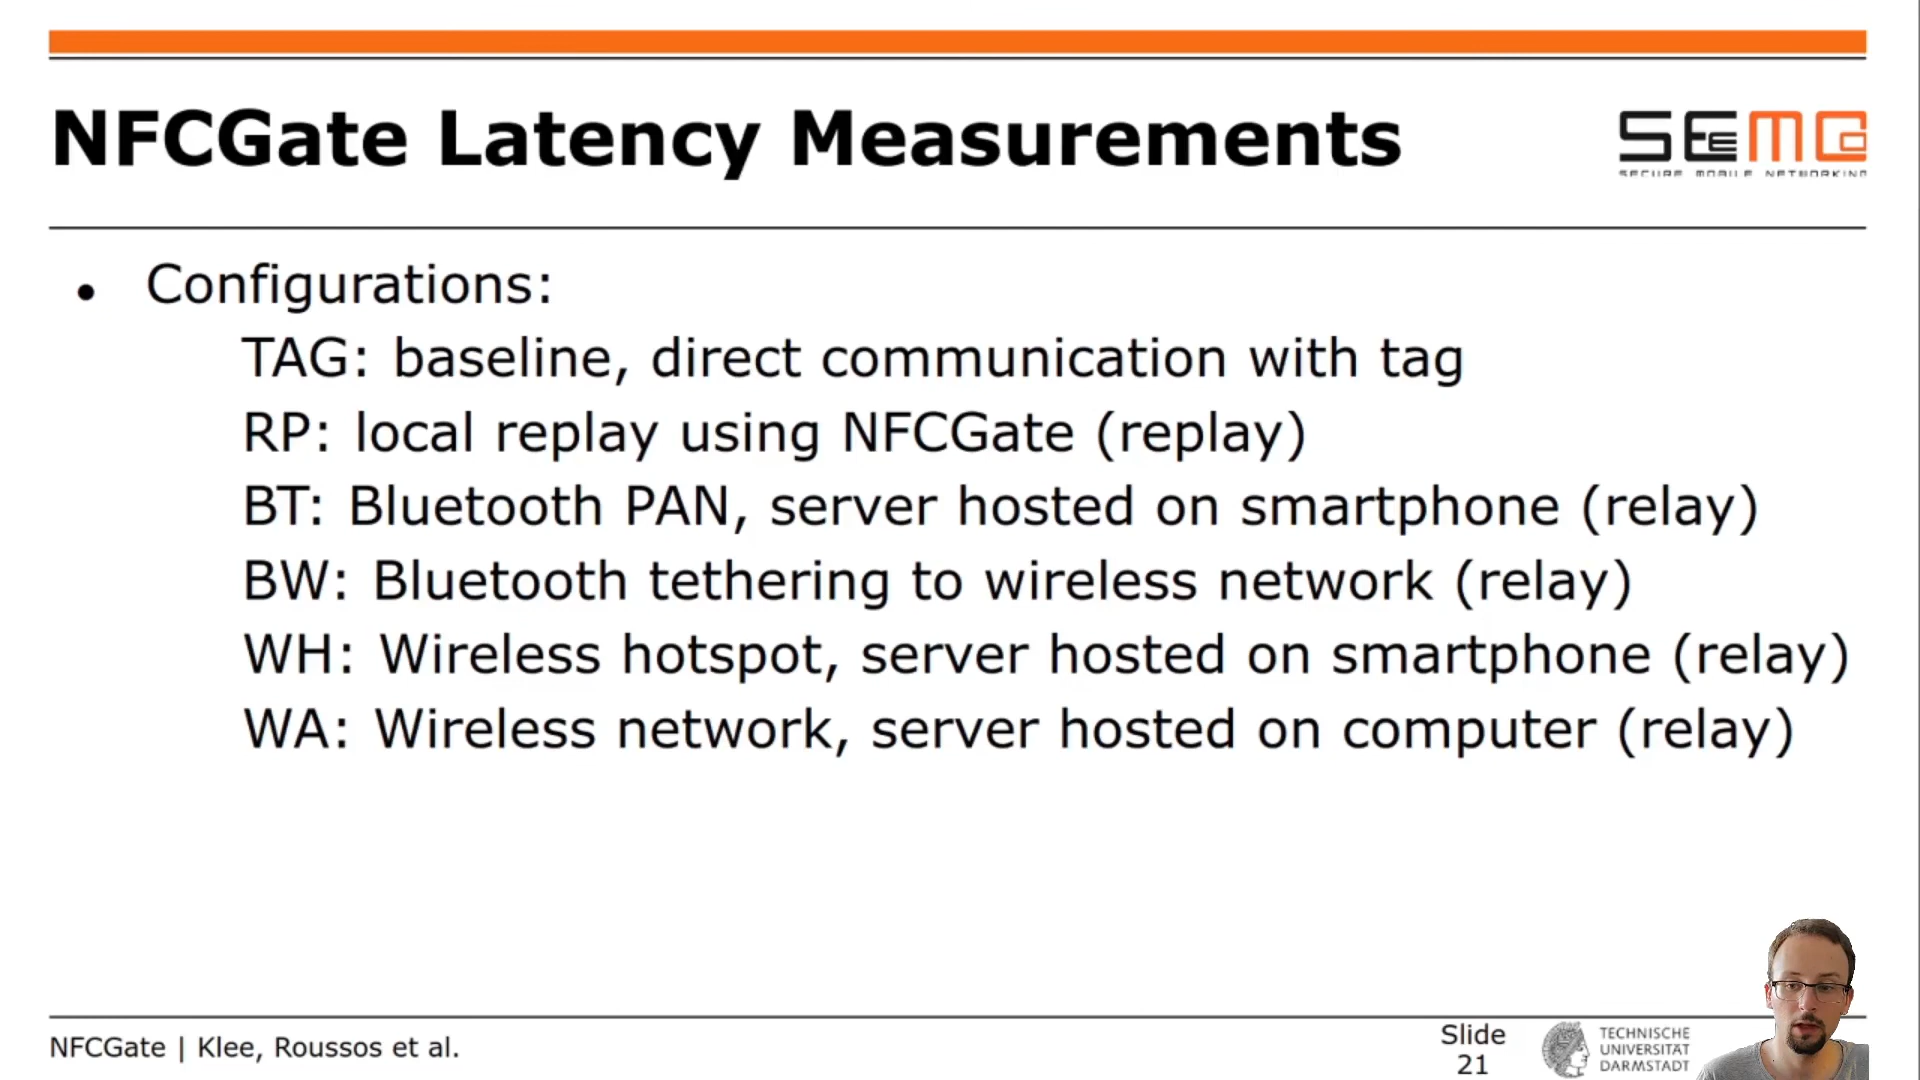 NFCGate Latency Measurements
SEEMOO
SECURE MOBILE NETWORKING
Configurations:
TAG: baseline, direct communication with tag
RP: local replay using NFCGate (replay)
BT: Bluetooth PAN, server hosted on smartphone (relay)
BW: Bluetooth tethering to wireless network (relay)
WH: Wireless hotspot, server hosted on smartphone (relay)
WA: Wireless network, server hosted on computer (relay)
NFCGate | Klee, Roussos et al.
Slide
21
TECHNISCHE
UNIVERSITÄT
DARMSTADT